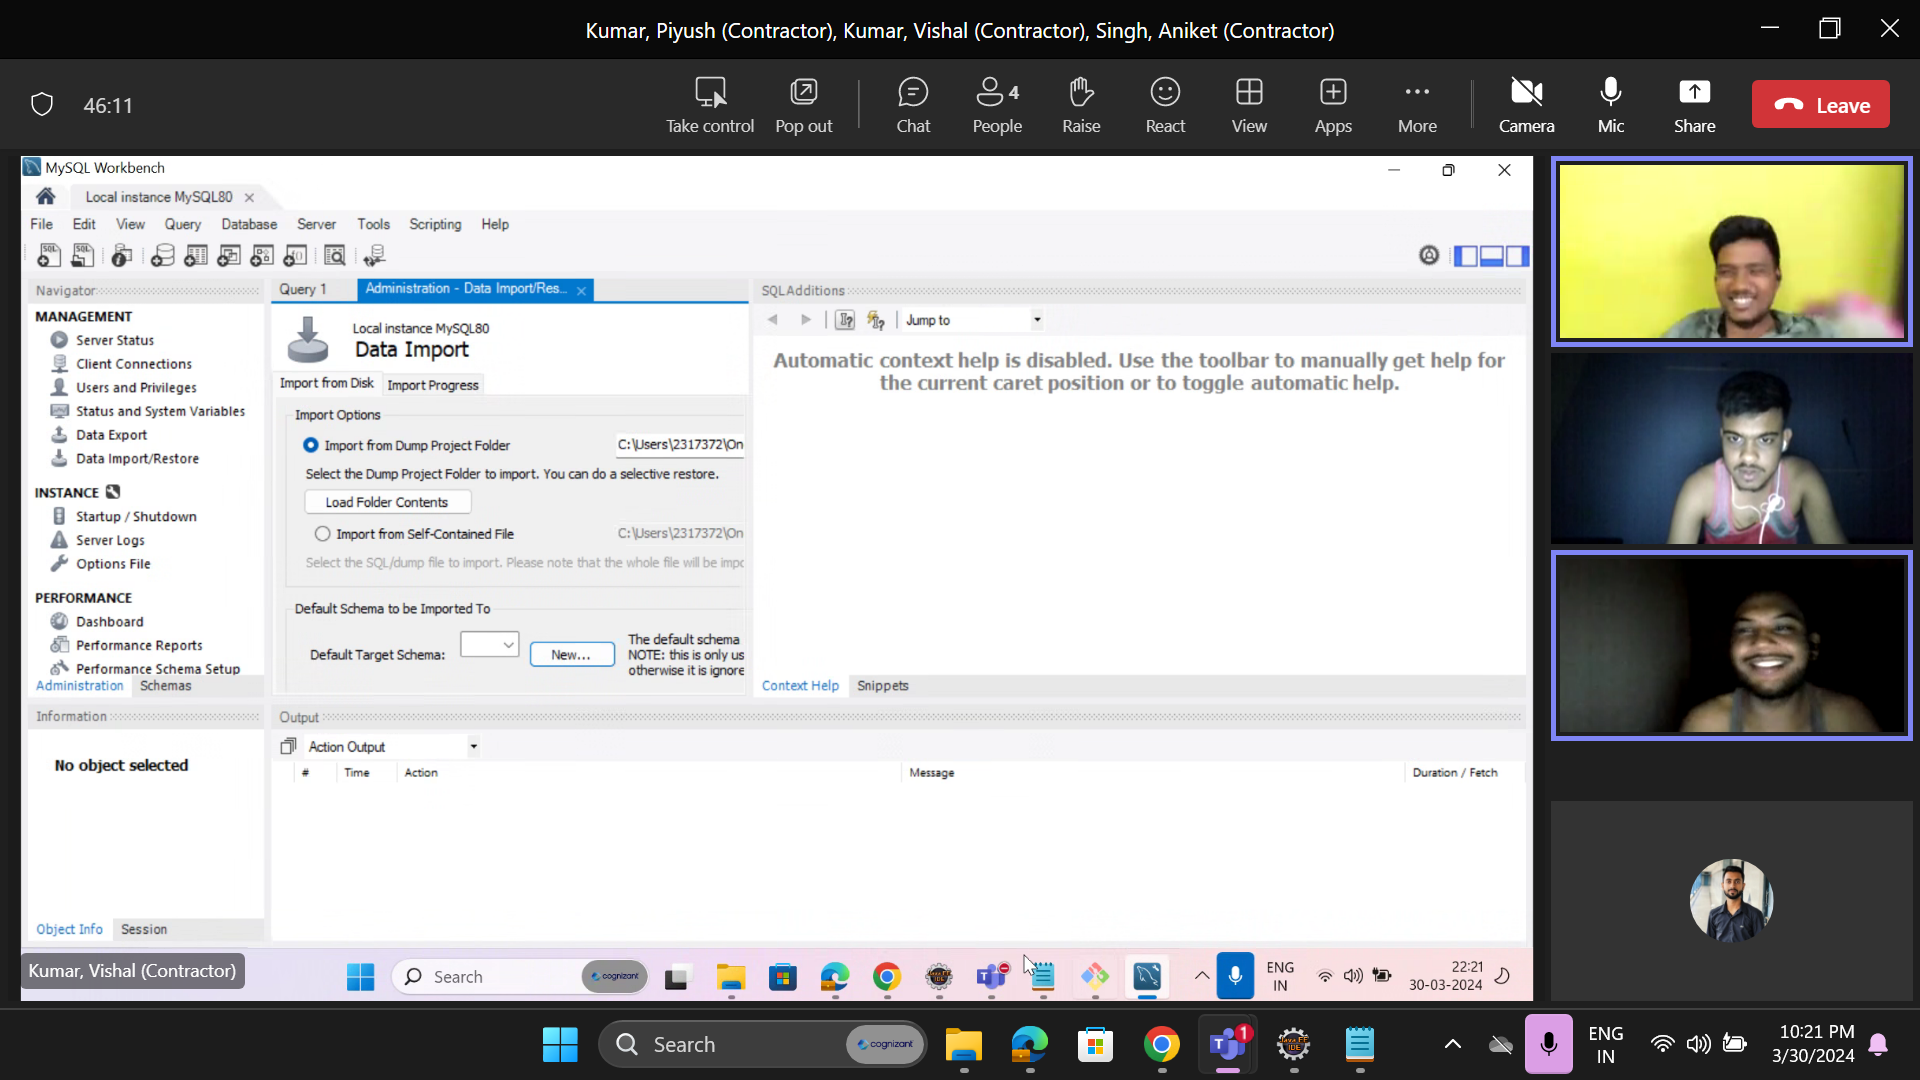 Kumar, Piyush (Contractor), Kumar, Vishal (Contractor), Singh, Aniket (Contractor)
46:11
Take control
Pop out
Chat
4
People
Raise
React
View
Apps
More
Camera
Mic
Share
Leave
MySQL Workbench
Local instance MySQL80
File Edit View Query Database Server Tools Scripting Help
Navigator
MANAGEMENT
Server Status
Client Connections
Users and Privileges
Status and System Variables
Data Export
Data Import/Restore
INSTANCE
Startup / Shutdown
Server Logs
Options File
PERFORMANCE
Dashboard
Performance Reports
Performance Schema Setup
Administration Schemas
Information
No object selected
Object Info Session
Query 1
Administration - Data Import/Res...
Local instance MySQL80
Data Import
Import from Disk Import Progress
Import Options
Import from Dump Project Folder C:\Users\2317372\On
Select the Dump Project Folder to import. You can do a selective restore.
Load Folder Contents
Import from Self-Contained File C:\Users\2317372\On
Select the SQL/dump file to import. Please note that the whole file will be impo
Default Schema to be Imported To
Default Target Schema: New...
The default schema
NOTE: this is only us
otherwise it is ignore
SQLAdditions
Jump to
Automatic context help is disabled. Use the toolbar to manually get help for
the current caret position or to toggle automatic help.
Context Help Snippets
Output
Action Output
# Time Action Message Duration / Fetch
Kumar, Vishal (Contractor)
Search
cognizant
ENG
IN
22:21
30-03-2024
Search
cognizant
1
ENG
IN
10:21 PM
3/30/2024